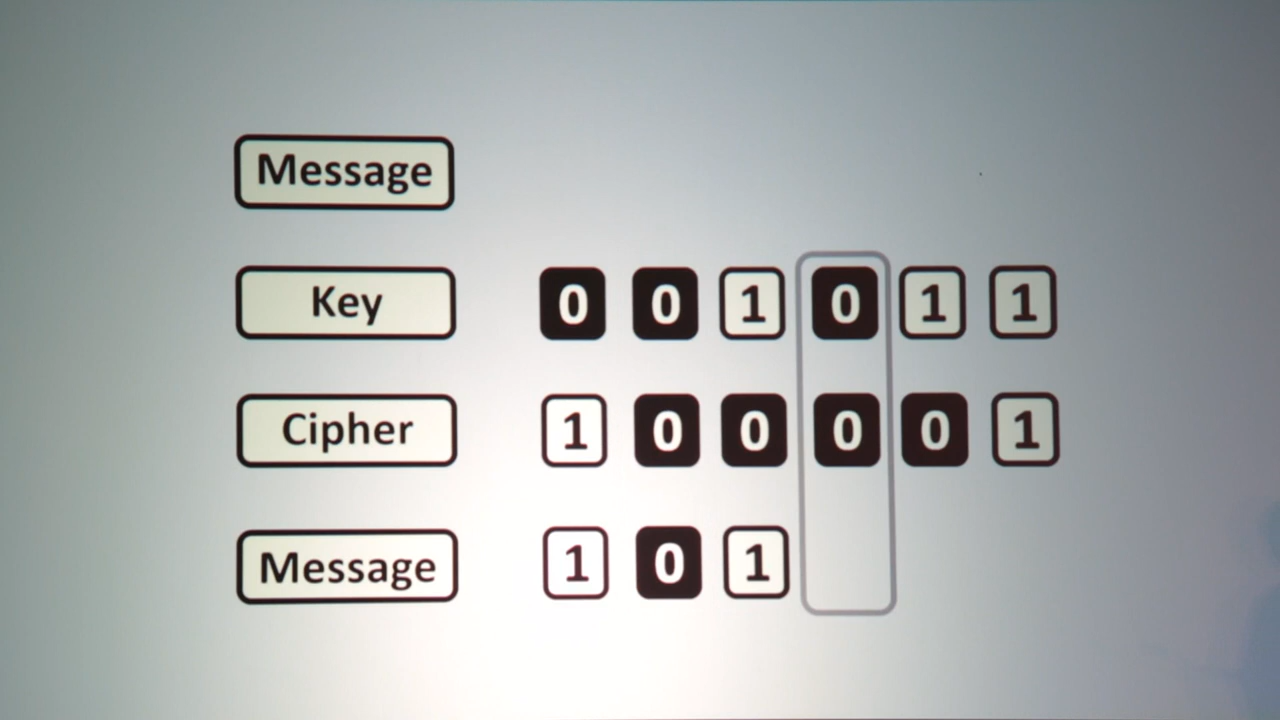 Message
Key 0 0 1 0 1 1
Cipher 1 0 0 0 0 1
Message 1 0 1